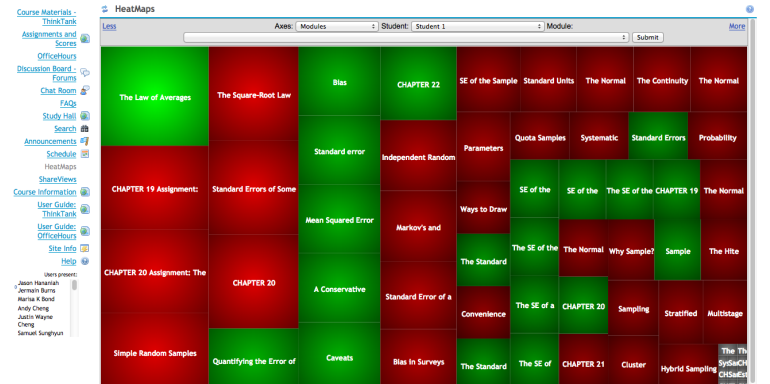 Course Materials -
ThinkTank
Assignments and
Scores
OfficeHours
Discussion Board -
Forums
Chat Room
FAQs
Study Hall
Search
Announcements
Schedule
HeatMaps
ShareViews
Course Information
User Guide:
ThinkTank
User Guide:
OfficeHours
Site Info
Help
Users present:
Jason Hananiah
Jermain Burns
Marisa K Bond
Andy Cheng
Justin Wayne
Cheng
Samuel Sunghyun
HeatMaps
Less
Axes: Modules Student: Student 1 Module:
More
Submit
The Law of Averages
CHAPTER 19 Assignment:
CHAPTER 20 Assignment: The
Simple Random Samples
The Square-Root Law
Standard Errors of Some
CHAPTER 20
Quantifying the Error of
Bias
Standard error
Mean Squared Error
A Conservative
Caveats
CHAPTER 22
Independent Random
Markov's and
Standard Error of a
Bias in Surveys
SE of the Sample
Standard Units
The Normal
The Continuity
The Normal
Parameters
Quota Samples
Systematic
Standard Errors
Probability
Ways to Draw
SE of the
SE of the
The SE of the
CHAPTER 19
The Normal
The Standard
The SE of the
The Normal
Why Sample?
Sample
The Hite
Convenience
The SE of a
CHAPTER 20
Sampling
Stratified
Multistage
The Standard
The SE of
CHAPTER 21
Cluster
Hybrid Sampling